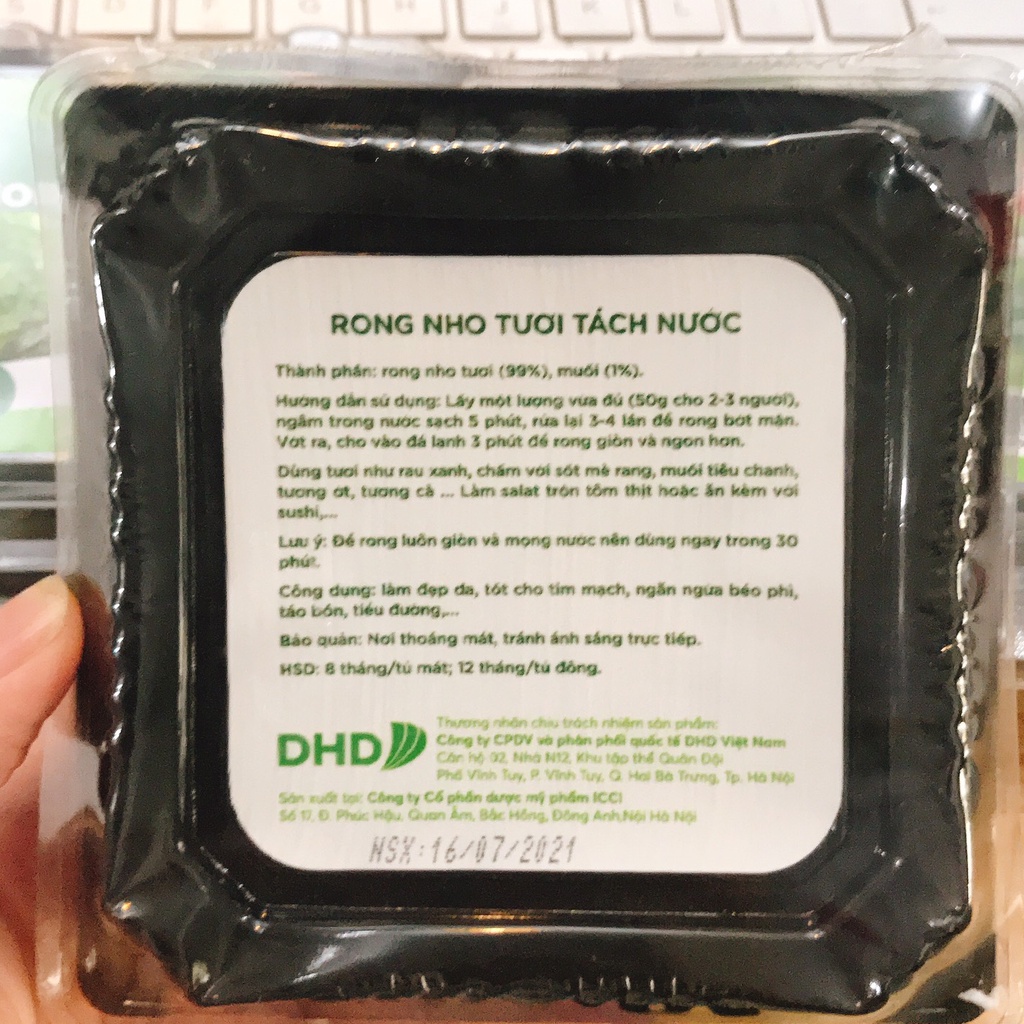 S D F G H J K L
RONG NHO TƯƠI TÁCH NƯỚC
Thành phần: rong nho tươi (99%), muối (1%).
Hướng dẫn sử dụng: Lấy một lượng vừa đủ (50g cho 2-3 người),
ngâm trong nước sạch 5 phút, rửa lại 3-4 lần để rong bớt mặn.
Vớt ra, cho vào đá lạnh 3 phút để rong giòn và ngon hơn.
Dùng tươi như rau xanh, chấm với sốt mè rang, muối tiêu chanh,
tương ớt, tương cà ... Làm salat trộn tôm thịt hoặc ăn kèm với
sushi,...
Lưu ý: Để rong luôn giòn và mọng nước nên dùng ngay trong 30
phút.
Công dụng: làm đẹp da, tốt cho tim mạch, ngăn ngừa béo phì,
táo bón, tiểu đường,...
Bảo quản: Nơi thoáng mát, tránh ánh sáng trực tiếp.
HSD: 8 tháng/tủ mát; 12 tháng/tủ đông.
DHD
Thương nhân chịu trách nhiệm sản phẩm:
Công ty CPDV và phân phối quốc tế DHD Việt Nam
Căn hộ 92, Nhà N12, Khu tập thể Quân Đội
Phố Vĩnh Tuy, P. Vĩnh Tuy, Q. Hai Bà Trưng, Tp. Hà Nội
Sản xuất tại: Công ty Cổ phần dược mỹ phẩm ICCI
Số 17, Đ. Phúc Hậu, Quan Âm, Bắc Hồng, Đông Anh,Nội Hà Nội
NSX:16/07/2021